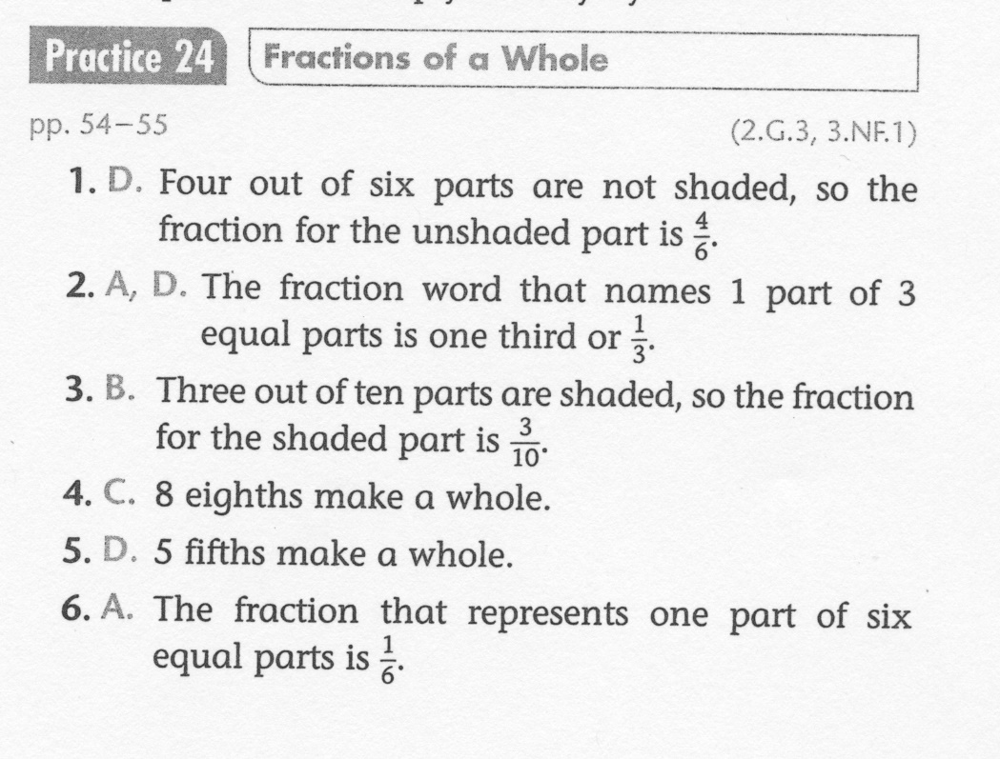 Practice 24 Fractions of a Whole
pp. 54–55 (2.G.3, 3.NF.1)
1. D. Four out of six parts are not shaded, so the
fraction for the unshaded part is 4/6.
2. A, D. The fraction word that names 1 part of 3
equal parts is one third or 1/3.
3. B. Three out of ten parts are shaded, so the fraction
for the shaded part is 3/10.
4. C. 8 eighths make a whole.
5. D. 5 fifths make a whole.
6. A. The fraction that represents one part of six
equal parts is 1/6.